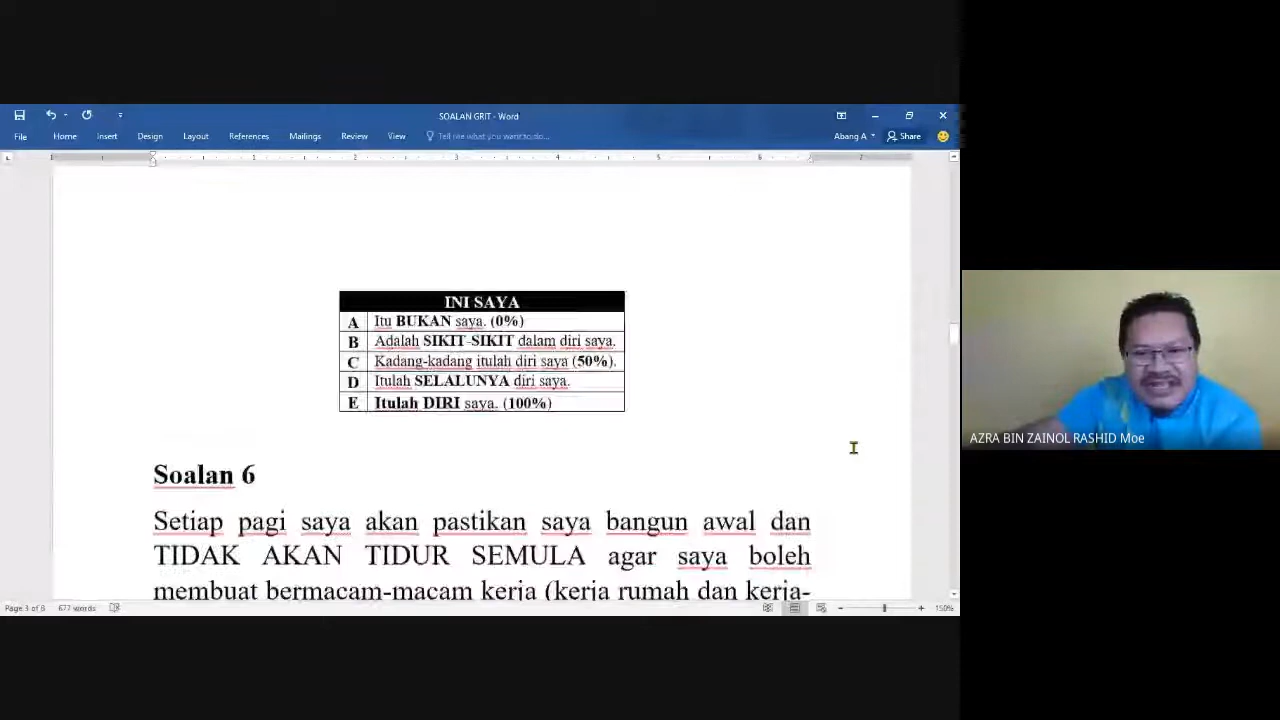 SOALAN GRIT - Word
File Home Insert Design Layout References Mailings Review View Tell me what you want to do... Abang A Share
INI SAYA
A Itu BUKAN saya. (0%)
B Adalah SIKIT-SIKIT dalam diri saya.
C Kadang-kadang itulah diri saya (50%).
D Itulah SELALUNYA diri saya.
E Itulah DIRI saya. (100%)
AZRA BIN ZAINOL RASHID Moe
Soalan 6
Setiap pagi saya akan pastikan saya bangun awal dan
TIDAK AKAN TIDUR SEMULA agar saya boleh
membuat bermacam-macam kerja (kerja rumah dan kerja-
Page 3 of 8 677 words 150%